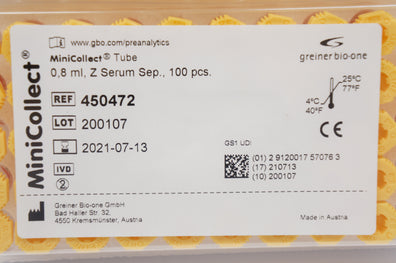 www.gbo.com/preanalytics
greiner bio-one
MiniCollect® Tube
0,8 ml, Z Serum Sep., 100 pcs.
MiniCollect®
REF 450472
25°C
77°F
4°C
40°F
LOT 200107
2021-07-13
CE
GS1 UDI
IVD
(01) 2 9120017 57076 3
(17) 210713
(10) 200107
2
Greiner Bio-One GmbH
Bad Haller Str. 32,
4550 Kremsmünster, Austria
Made in Austria